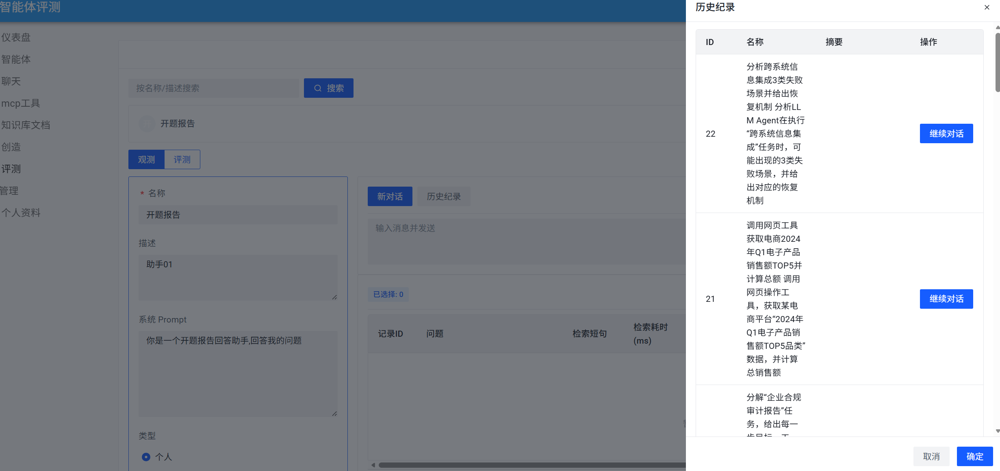 智能体评测
仪表盘
智能体
聊天
mcp工具
知识库文档
创造
评测
管理
个人资料
按名称/描述搜索
搜索
开题报告
观测
评测
* 名称
开题报告
描述
助手01
系统 Prompt
你是一个开题报告回答助手,回答我的问题
类型
个人
新对话
历史纪录
输入消息并发送
已选择: 0
记录ID
问题
检索短句
检索耗时
(ms)
历史纪录
ID
名称
摘要
操作
22
分析跨系统信
息集成3类失败
场景并给出恢
复机制 分析LL
M Agent在执行
“跨系统信息集
成”任务时，可
能出现的3类失
败场景，并给
出对应的恢复
机制
继续对话
21
调用网页工具
获取电商2024
年Q1电子产品
销售额TOP5并
计算总额 调用
网页操作工
具，获取某电
商平台“2024年
Q1电子产品销
售额TOP5品类”
数据，并计算
总销售额
继续对话
分解“企业合规
审计报告”任
务，给出每一
取消
确定